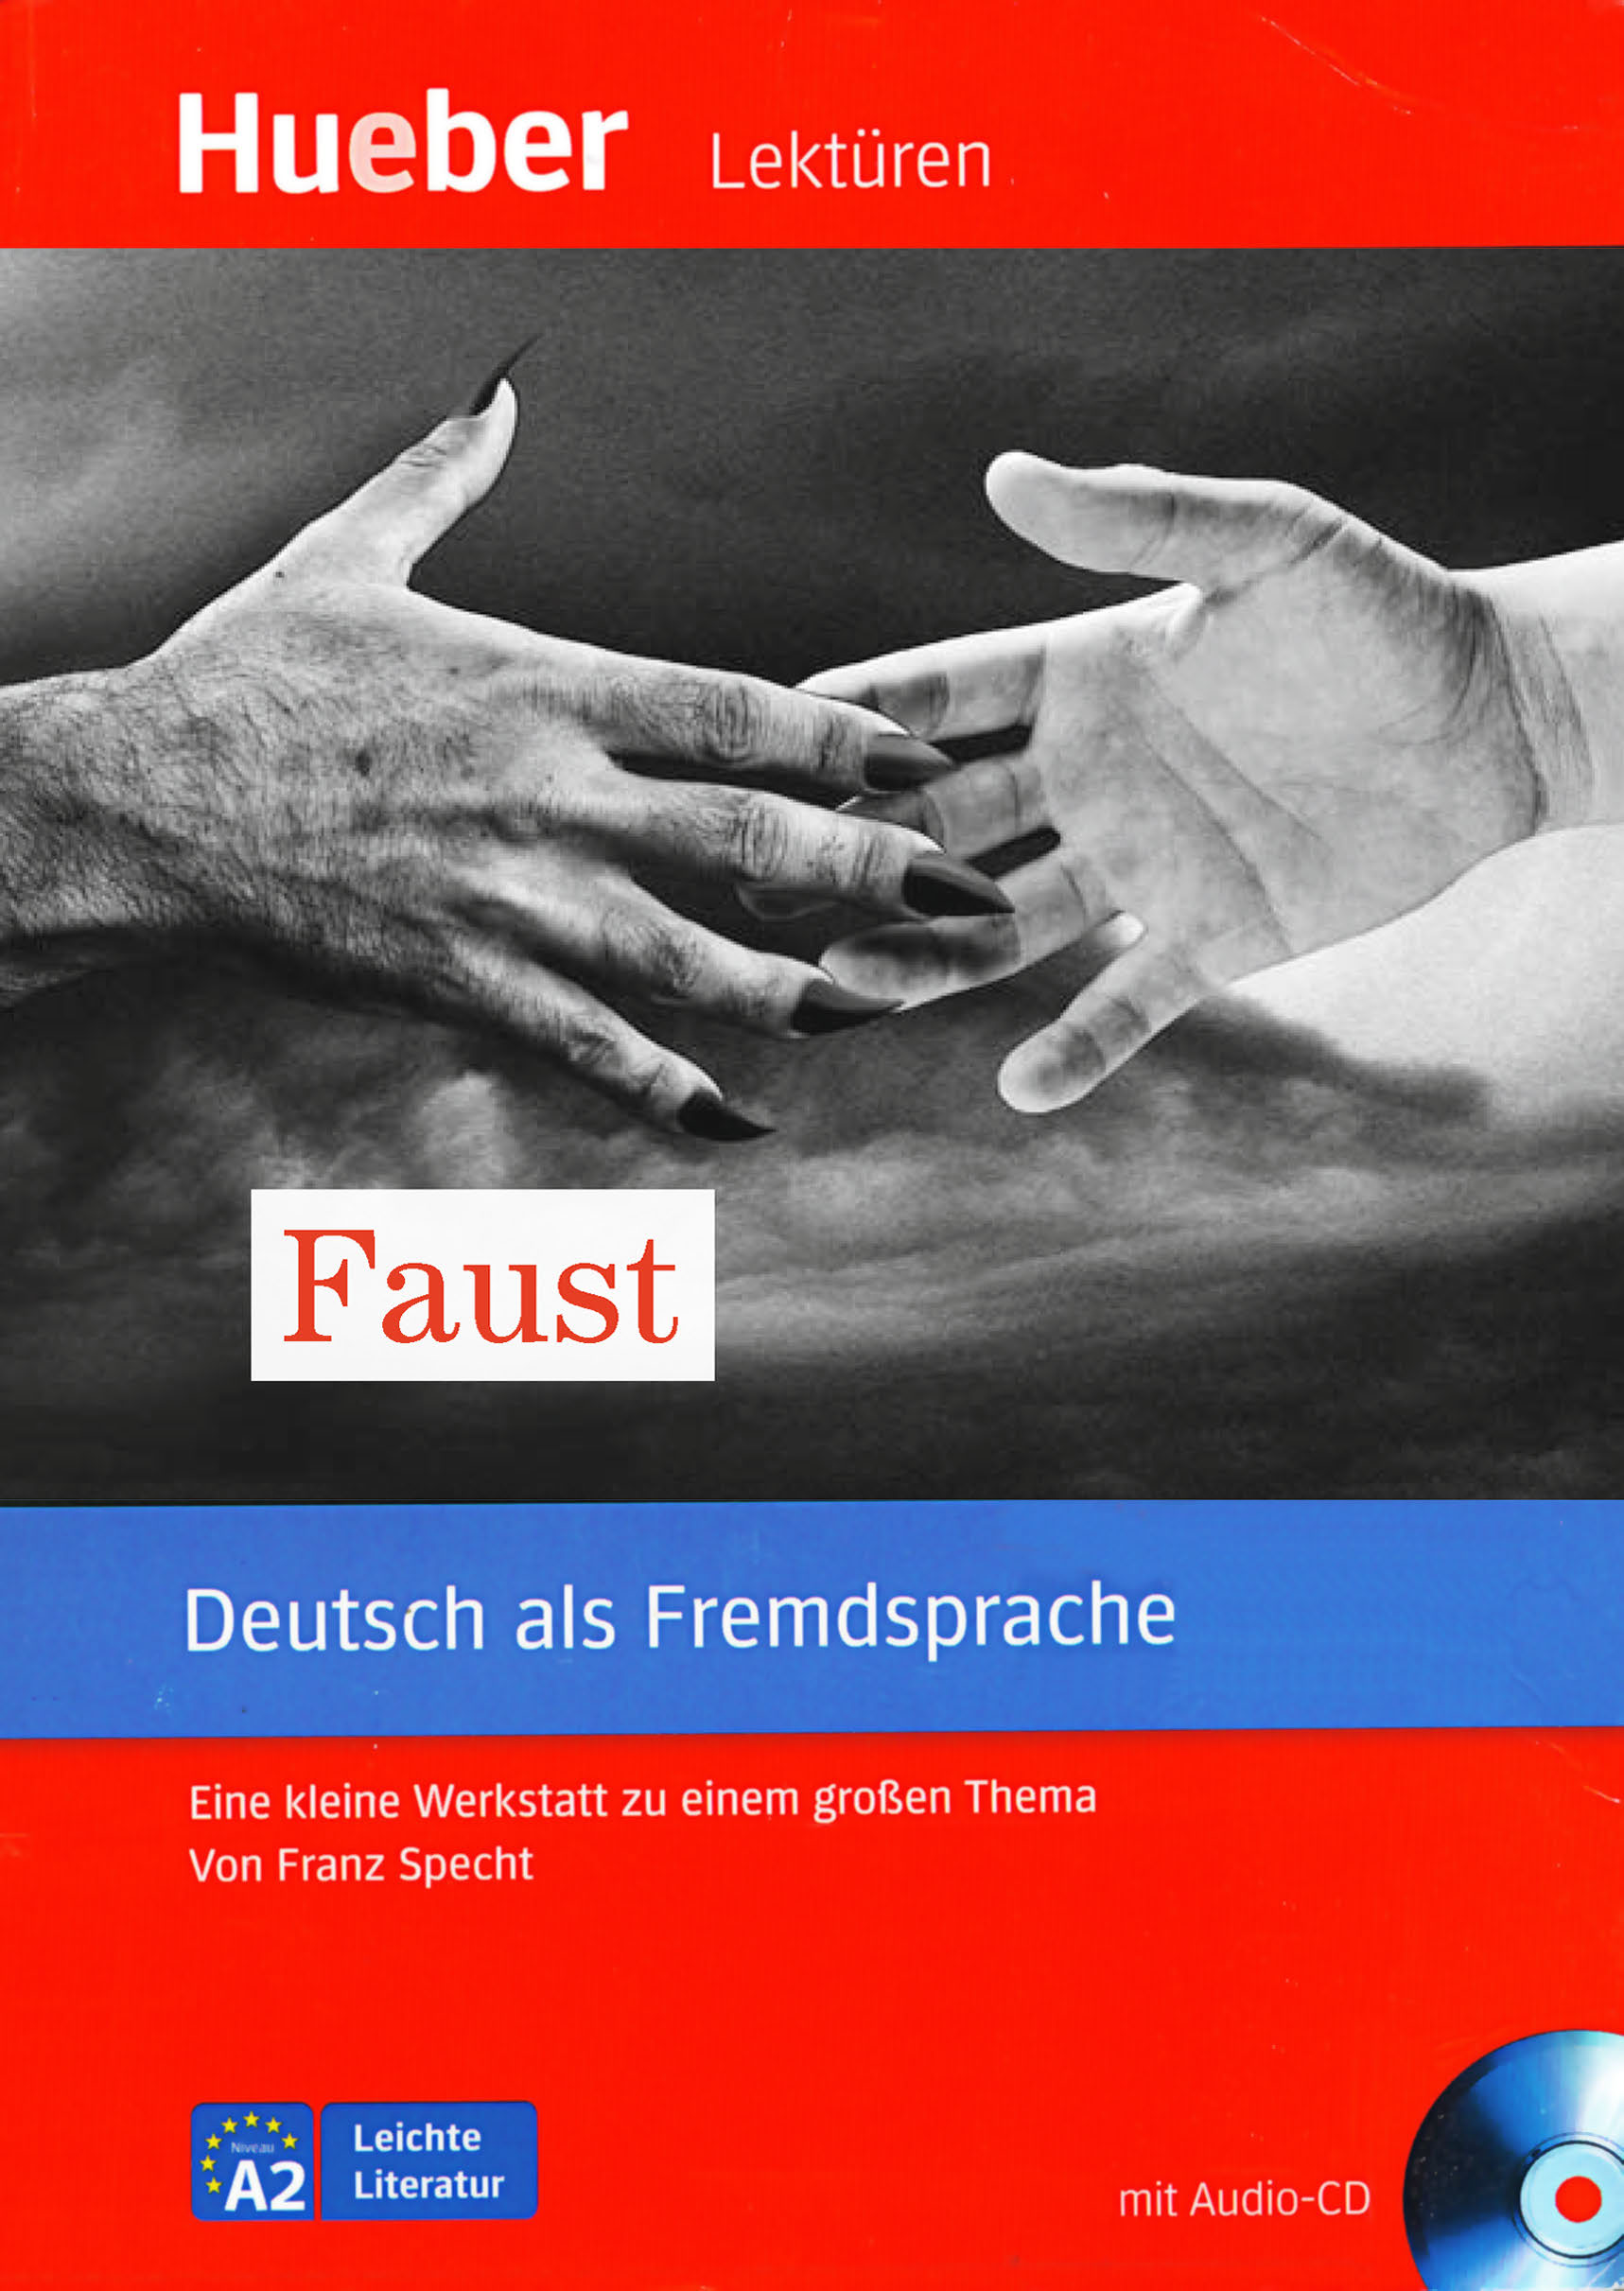 Hueber Lektüren
Faust
Deutsch als Fremdsprache
Eine kleine Werkstatt zu einem großen Thema
Von Franz Specht
Niveau
A2
Leichte
Literatur
mit Audio-CD